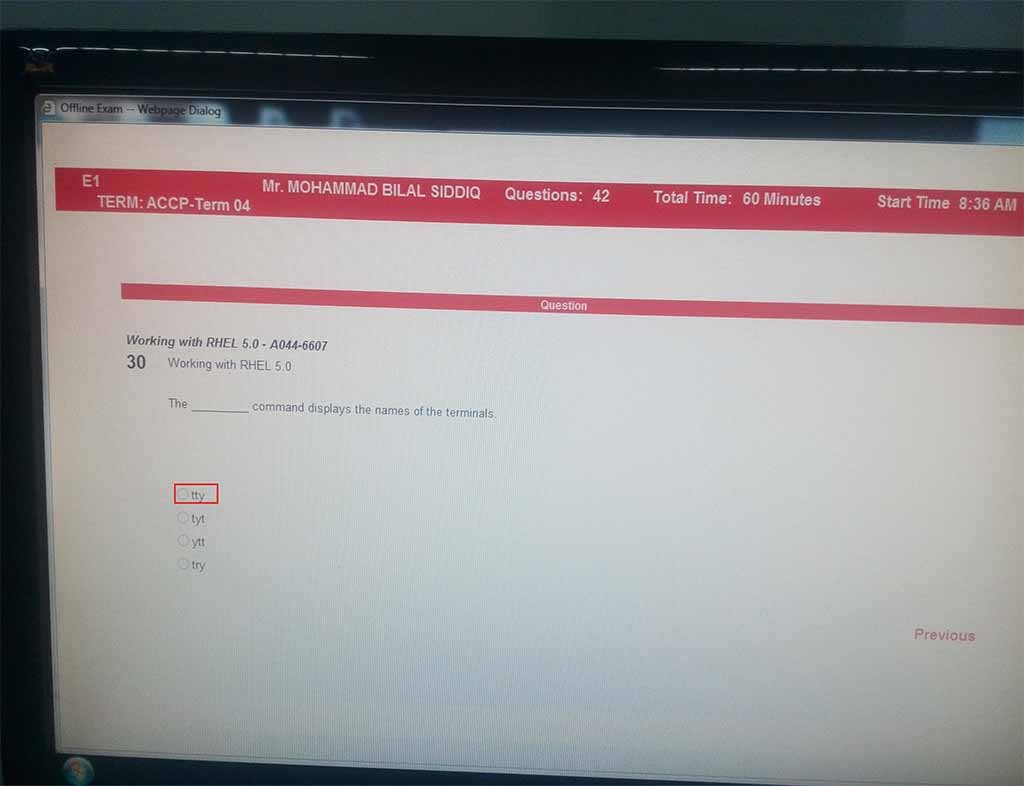 Offline Exam -- Webpage Dialog
E1 Mr. MOHAMMAD BILAL SIDDIQ Questions: 42 Total Time: 60 Minutes Start Time 8:36 AM
TERM: ACCP-Term 04
Question
Working with RHEL 5.0 - A044-6607
30 Working with RHEL 5.0
The ________ command displays the names of the terminals.
tty
tyt
ytt
try
Previous